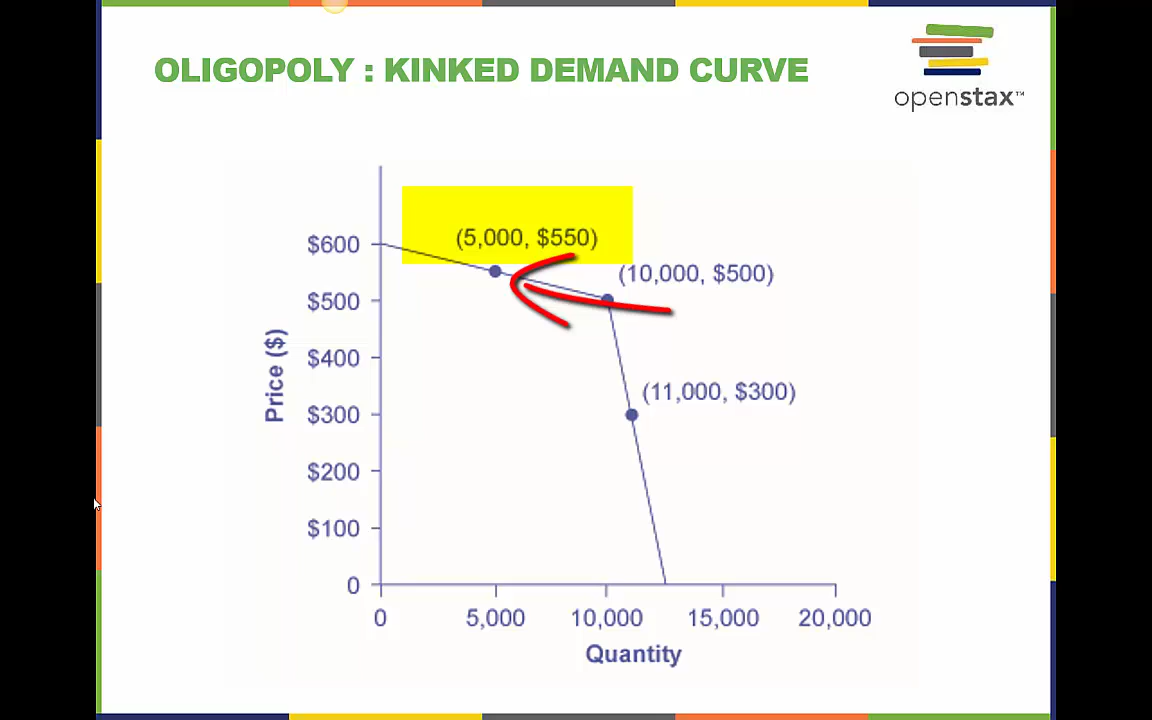 OLIGOPOLY : KINKED DEMAND CURVE
openstax™
(5,000, $550)
$600
(10,000, $500)
$500
$400
(11,000, $300)
$300
$200
$100
0
Price ($)
0 5,000 10,000 15,000 20,000
Quantity